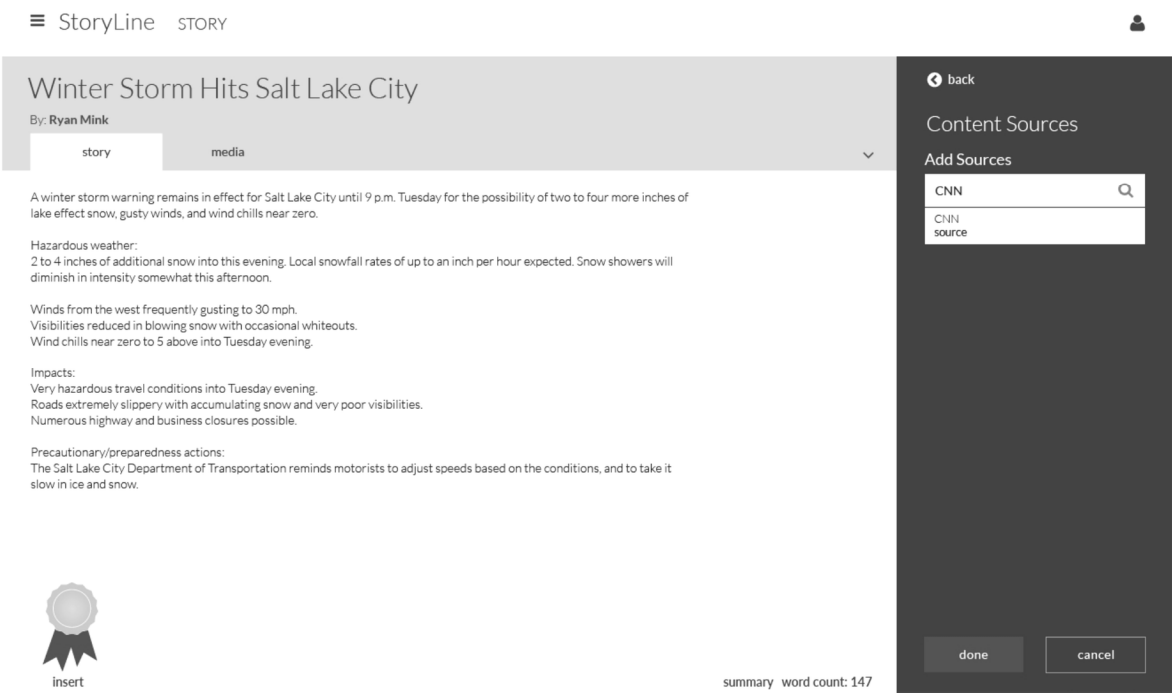 StoryLine STORY
Winter Storm Hits Salt Lake City
By: Ryan Mink
story media
A winter storm warning remains in effect for Salt Lake City until 9 p.m. Tuesday for the possibility of two to four more inches of
lake effect snow, gusty winds, and wind chills near zero.
Hazardous weather:
2 to 4 inches of additional snow into this evening. Local snowfall rates of up to an inch per hour expected. Snow showers will
diminish in intensity somewhat this afternoon.
Winds from the west frequently gusting to 30 mph.
Visibilities reduced in blowing snow with occasional whiteouts.
Wind chills near zero to 5 above into Tuesday evening.
Impacts:
Very hazardous travel conditions into Tuesday evening.
Roads extremely slippery with accumulating snow and very poor visibilities.
Numerous highway and business closures possible.
Precautionary/preparedness actions:
The Salt Lake City Department of Transportation reminds motorists to adjust speeds based on the conditions, and to take it
slow in ice and snow.
insert
summary word count: 147
back
Content Sources
Add Sources
CNN
CNN
source
done cancel